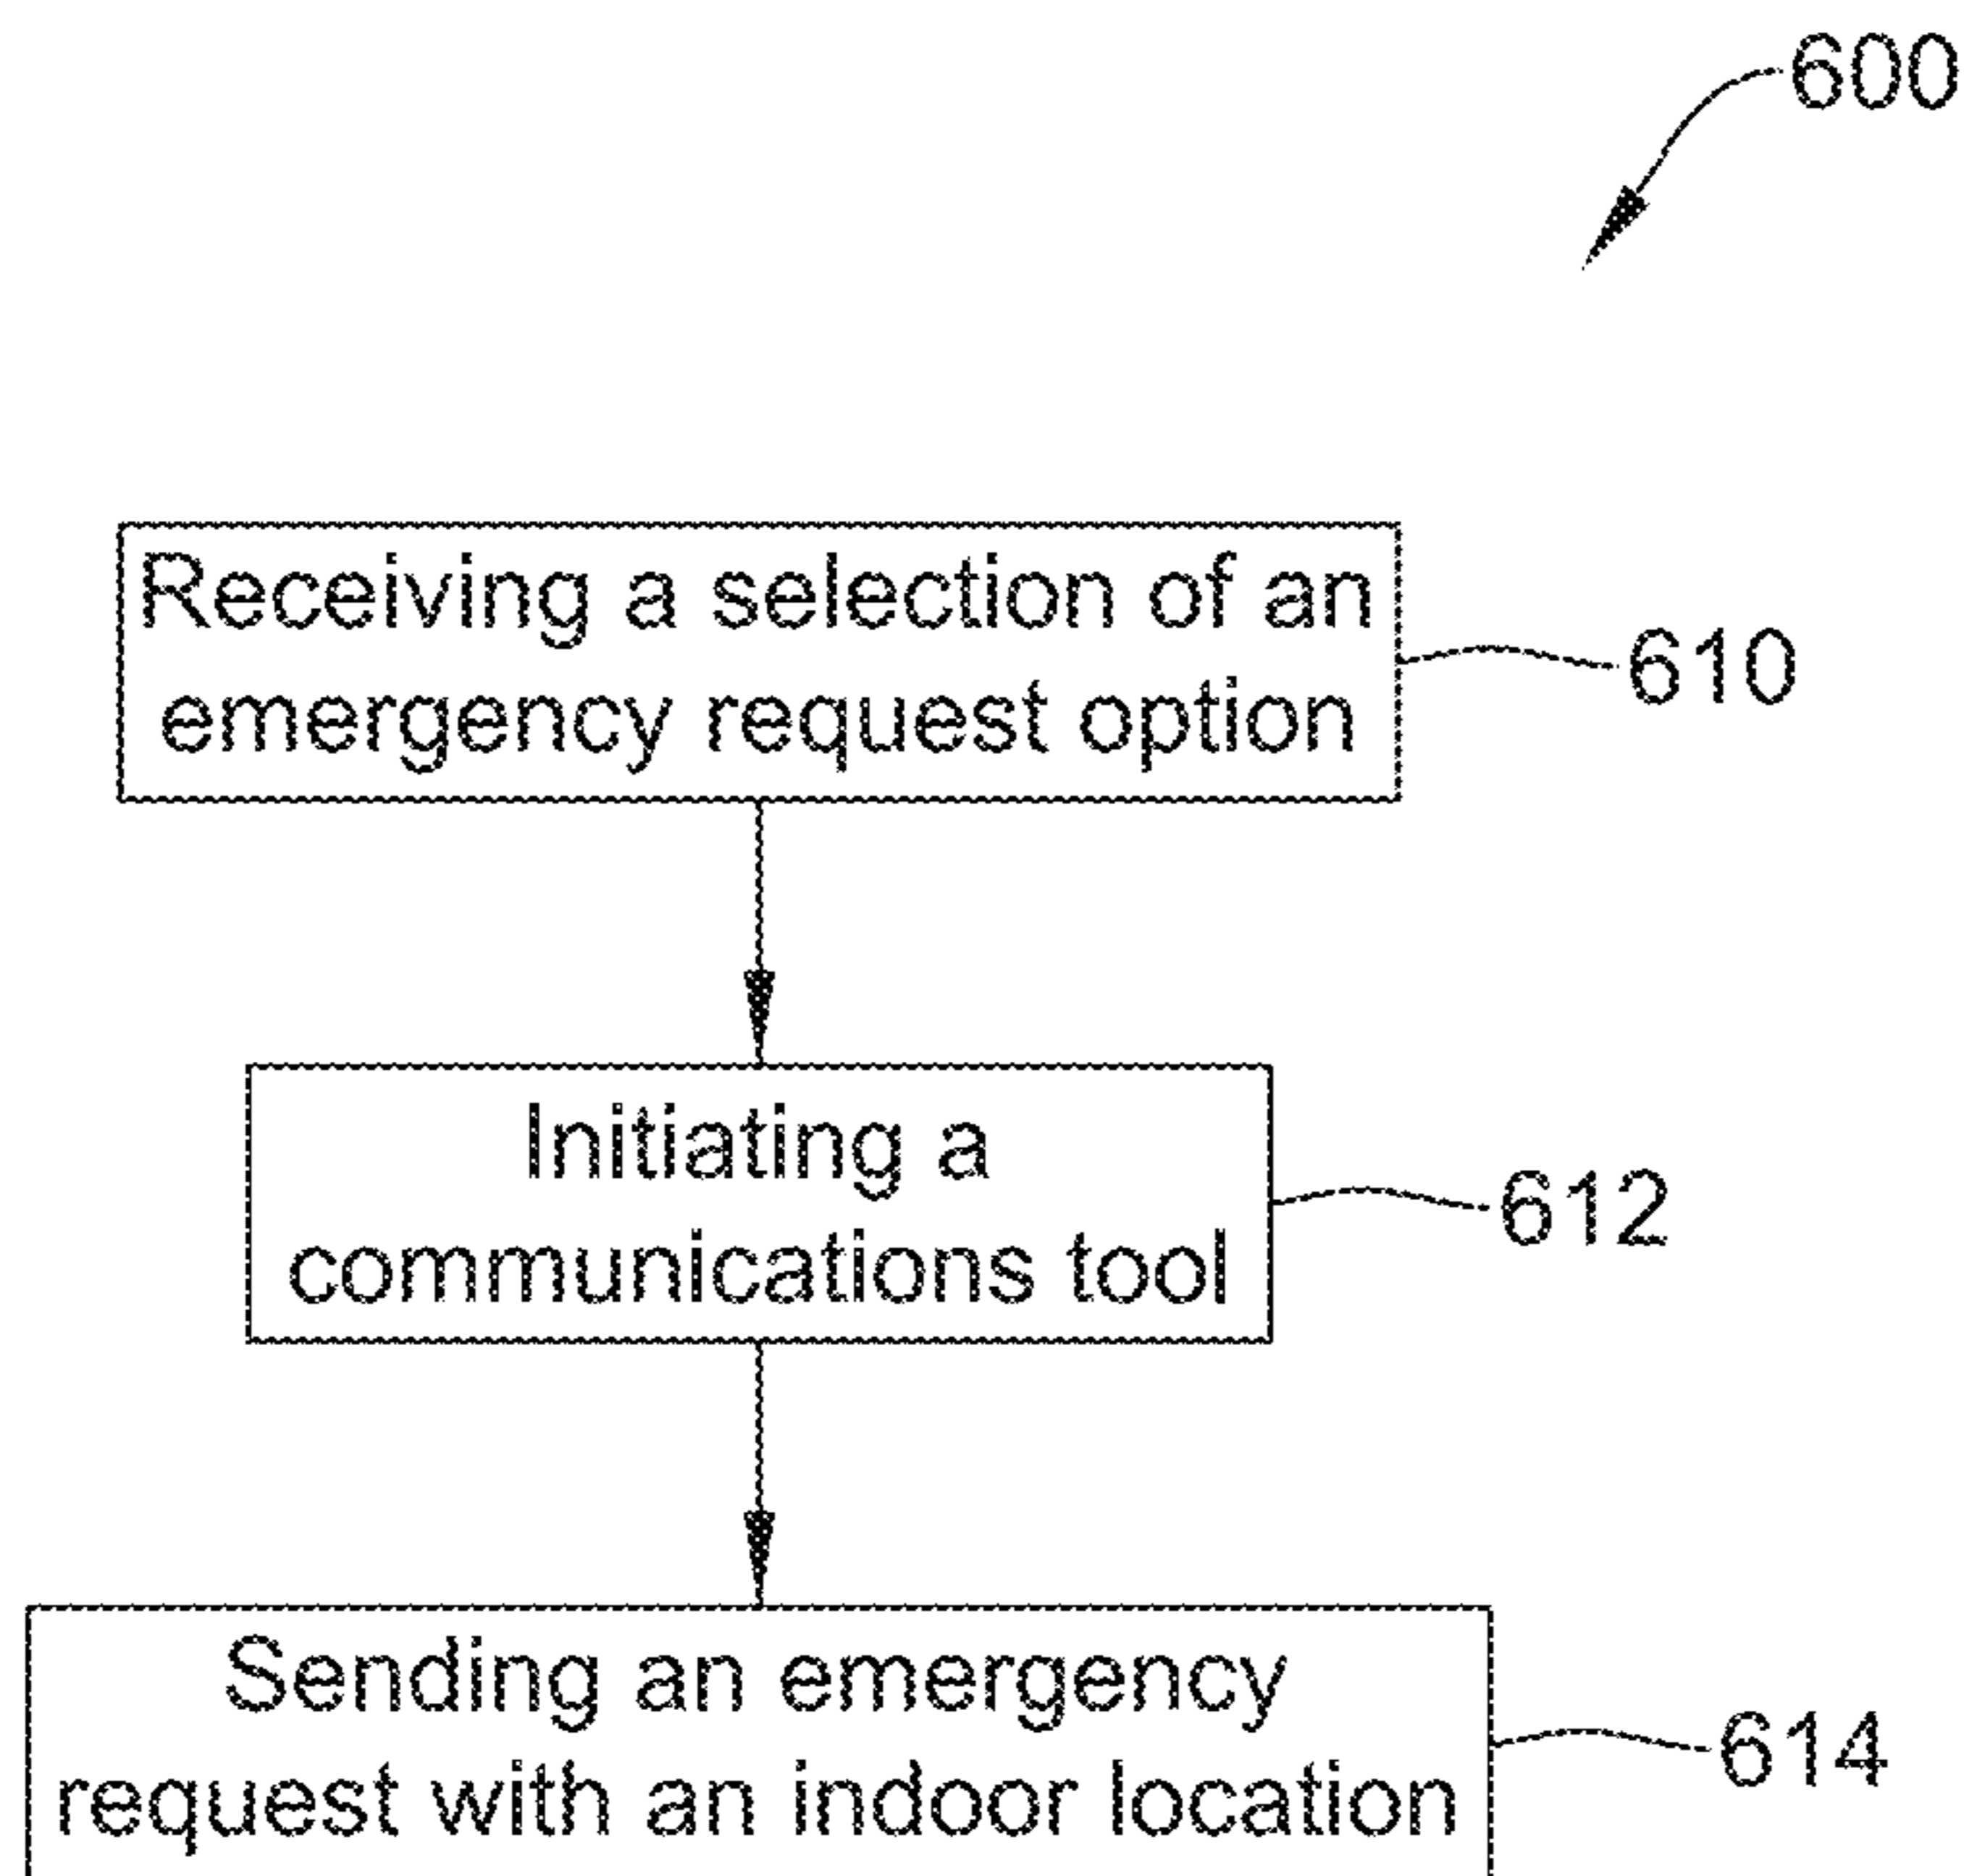 600
Receiving a selection of an
emergency request option
610
Initiating a
communications tool
612
Sending an emergency
request with an indoor location
614